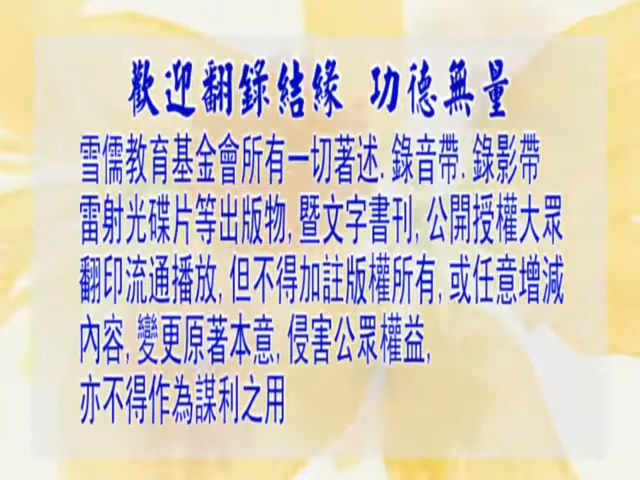 歡迎翻錄結緣 功德無量
雪儒教育基金會所有一切著述.錄音帶.錄影帶
雷射光碟片等出版物,暨文字書刊,公開授權大眾
翻印流通播放,但不得加註版權所有,或任意增減
內容,變更原著本意,侵害公眾權益,
亦不得作為謀利之用